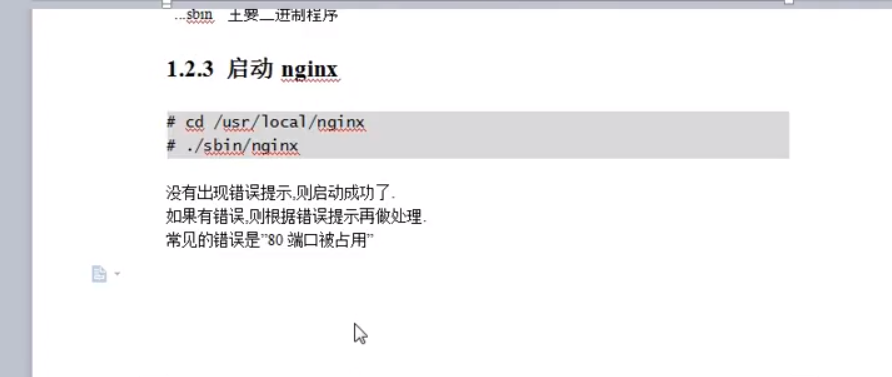 ...sbin 主要二进制程序
1.2.3 启动 nginx
# cd /usr/local/nginx
# ./sbin/nginx
没有出现错误提示,则启动成功了.
如果有错误,则根据错误提示再做处理.
常见的错误是”80 端口被占用”